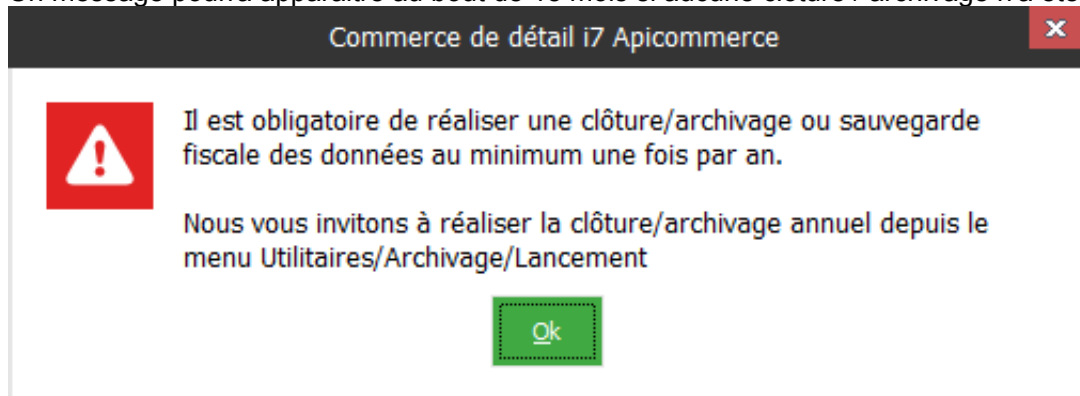 Commerce de détail i7 Apicommerce
Il est obligatoire de réaliser une clôture/archivage ou sauvegarde
fiscale des données au minimum une fois par an.
Nous vous invitons à réaliser la clôture/archivage annuel depuis le
menu Utilitaires/Archivage/Lancement
Ok